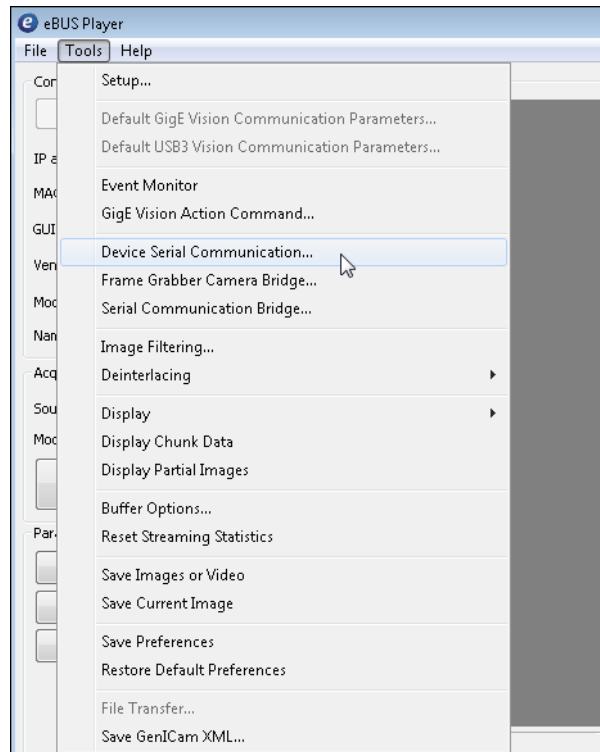 eBUS Player
File Tools Help
Setup...
Default GigE Vision Communication Parameters...
Default USB3 Vision Communication Parameters...
Event Monitor
GigE Vision Action Command...
Device Serial Communication...
Frame Grabber Camera Bridge...
Serial Communication Bridge...
Image Filtering...
Deinterlacing
Display
Display Chunk Data
Display Partial Images
Buffer Options...
Reset Streaming Statistics
Save Images or Video
Save Current Image
Save Preferences
Restore Default Preferences
File Transfer...
Save GenICam XML...